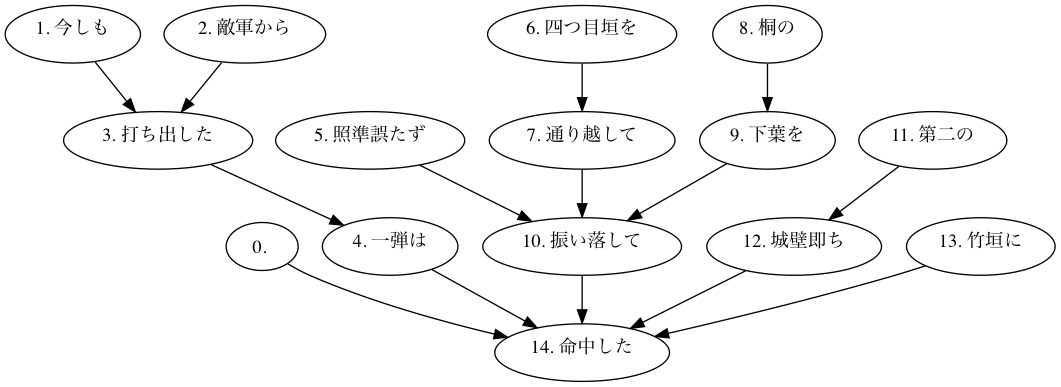 1. 今しも
2. 敵軍から
6. 四つ目垣を
8. 桐の
3. 打ち出した
5. 照準誤たず
7. 通り越して
9. 下葉を
11. 第二の
0.
4. 一弾は
10. 振い落して
12. 城壁即ち
13. 竹垣に
14. 命中した